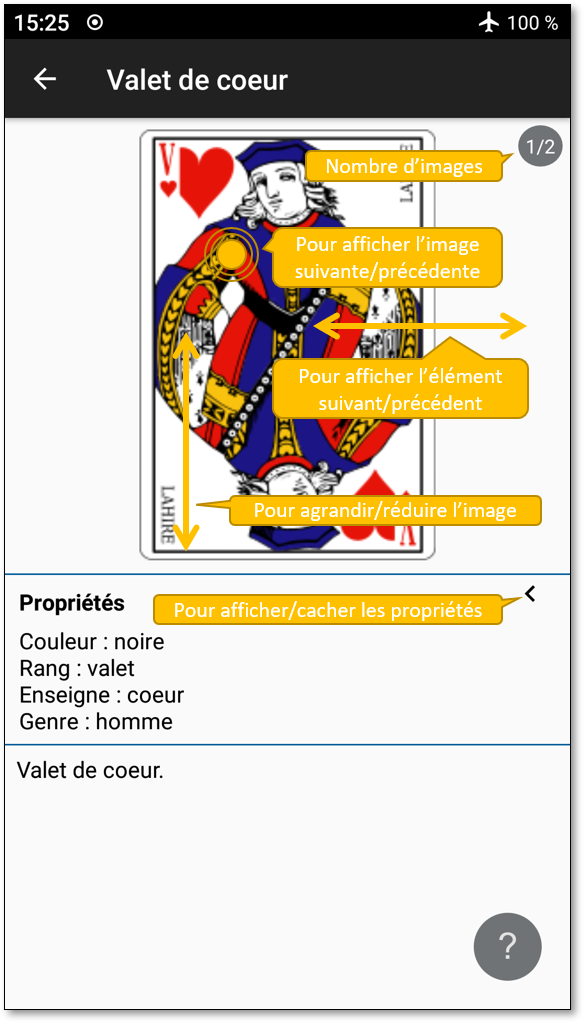 15:25 100 %
Valet de coeur
1/2
V
Nombre d'images
Pour afficher l'image
suivante/précédente
Pour afficher l'élément
suivant/précédent
LAHIRE
Pour agrandir/réduire l'image
V
Propriétés
Pour afficher/cacher les propriétés
Couleur : noire
Rang : valet
Enseigne : coeur
Genre : homme
Valet de coeur.
?